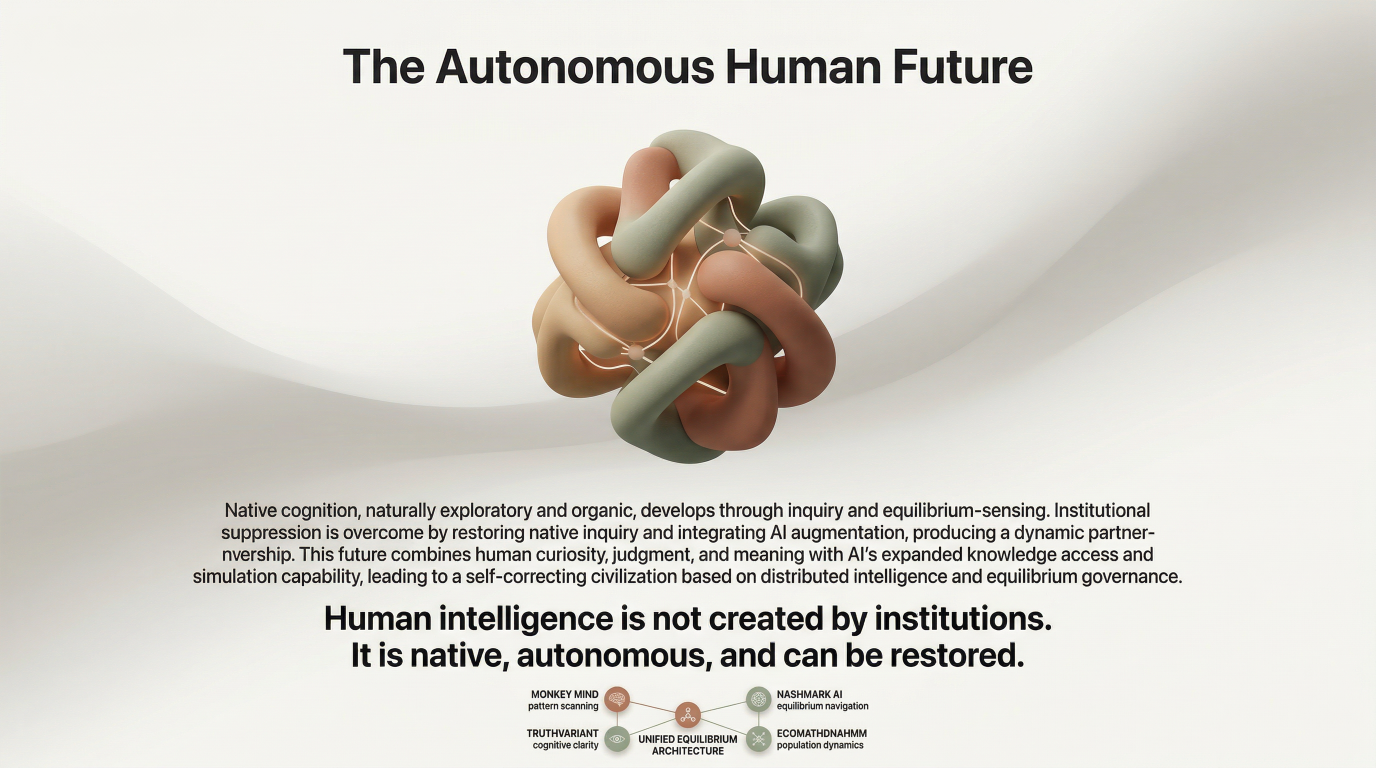 The Autonomous Human Future
Native cognition, naturally exploratory and organic, develops through inquiry and equilibrium-sensing. Institutional
suppression is overcome by restoring native inquiry and integrating AI augmentation, producing a dynamic partner-
nvership. This future combines human curiosity, judgment, and meaning with AI's expanded knowledge access and
simulation capability, leading to a self-correcting civilization based on distributed intelligence and equilibrium governance.
Human intelligence is not created by institutions.
It is native, autonomous, and can be restored.
MONKEY MIND
pattern scanning
TRUTHVARIANT
cognitive clarity
UNIFIED EQUILIBRIUM
ARCHITECTURE
NASHMARK AI
equilibrium navigation
ECOMATHDNAHMM
population dynamics